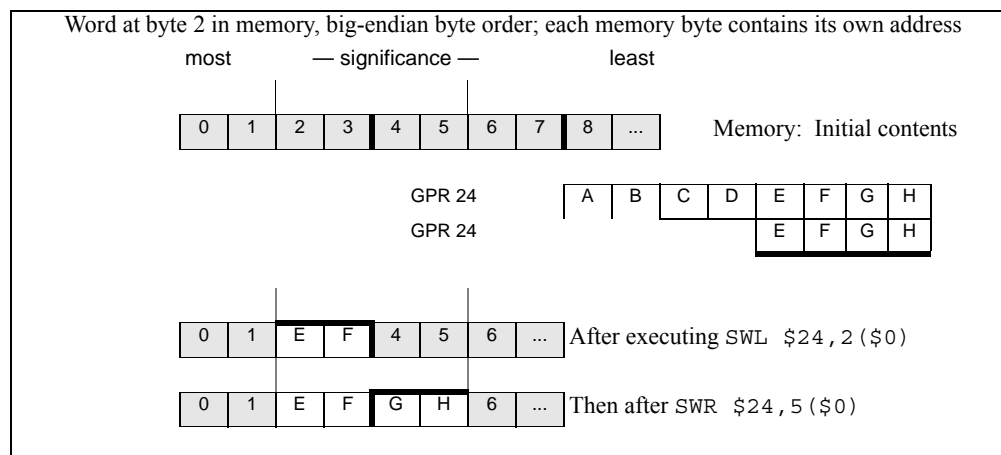 Word at byte 2 in memory, big-endian byte order; each memory byte contains its own address
most — significance — least
0 1 2 3 4 5 6 7 8 ... Memory: Initial contents
GPR 24 A B C D E F G H
GPR 24 E F G H
0 1 E F 4 5 6 ... After executing SWL $24,2($0)
0 1 E F G H 6 ... Then after SWR $24,5($0)